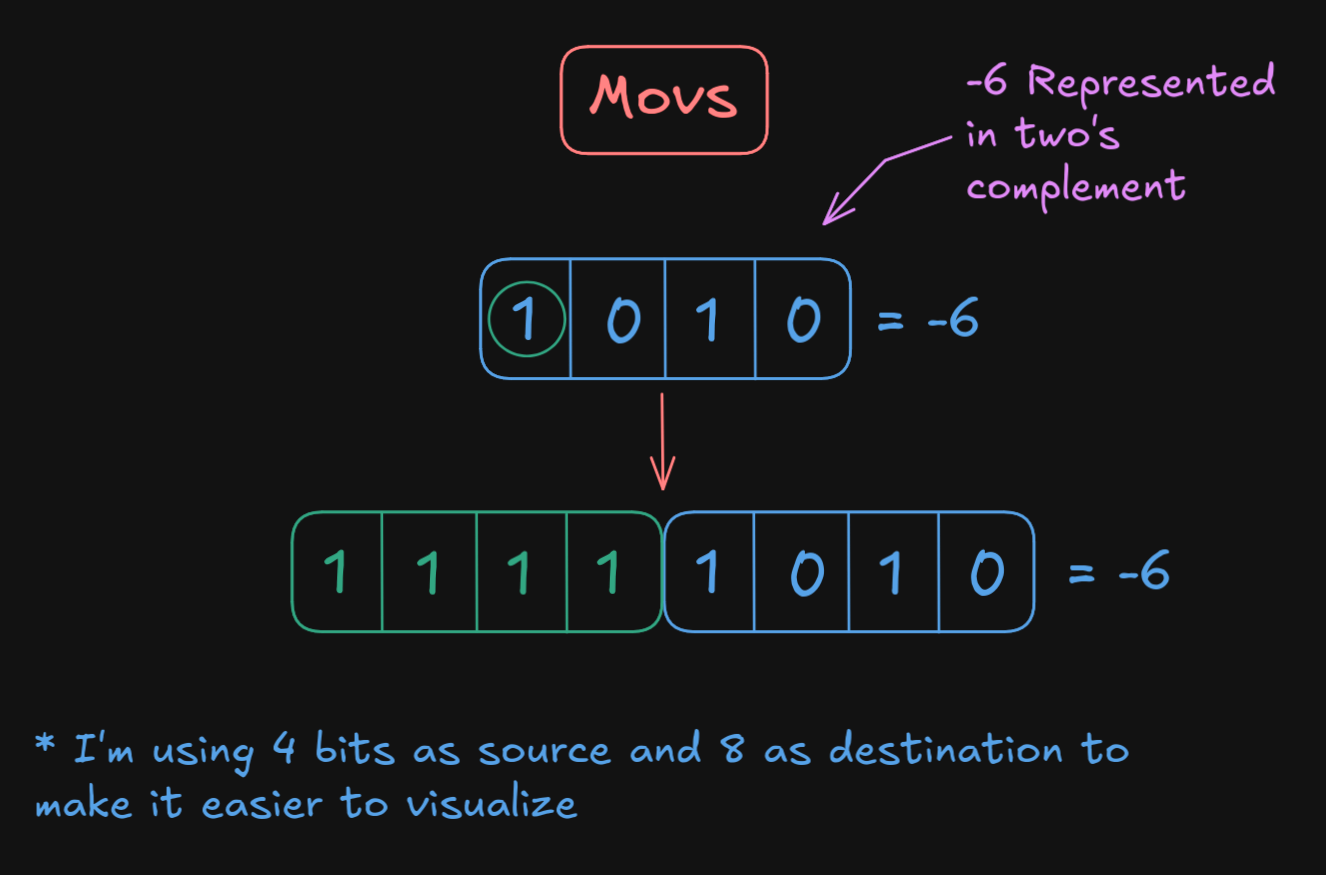 Movs
-6 Represented
in two's
complement
1 0 1 0 = -6
1 1 1 1 1 0 1 0 = -6
* I'm using 4 bits as source and 8 as destination to
make it easier to visualize